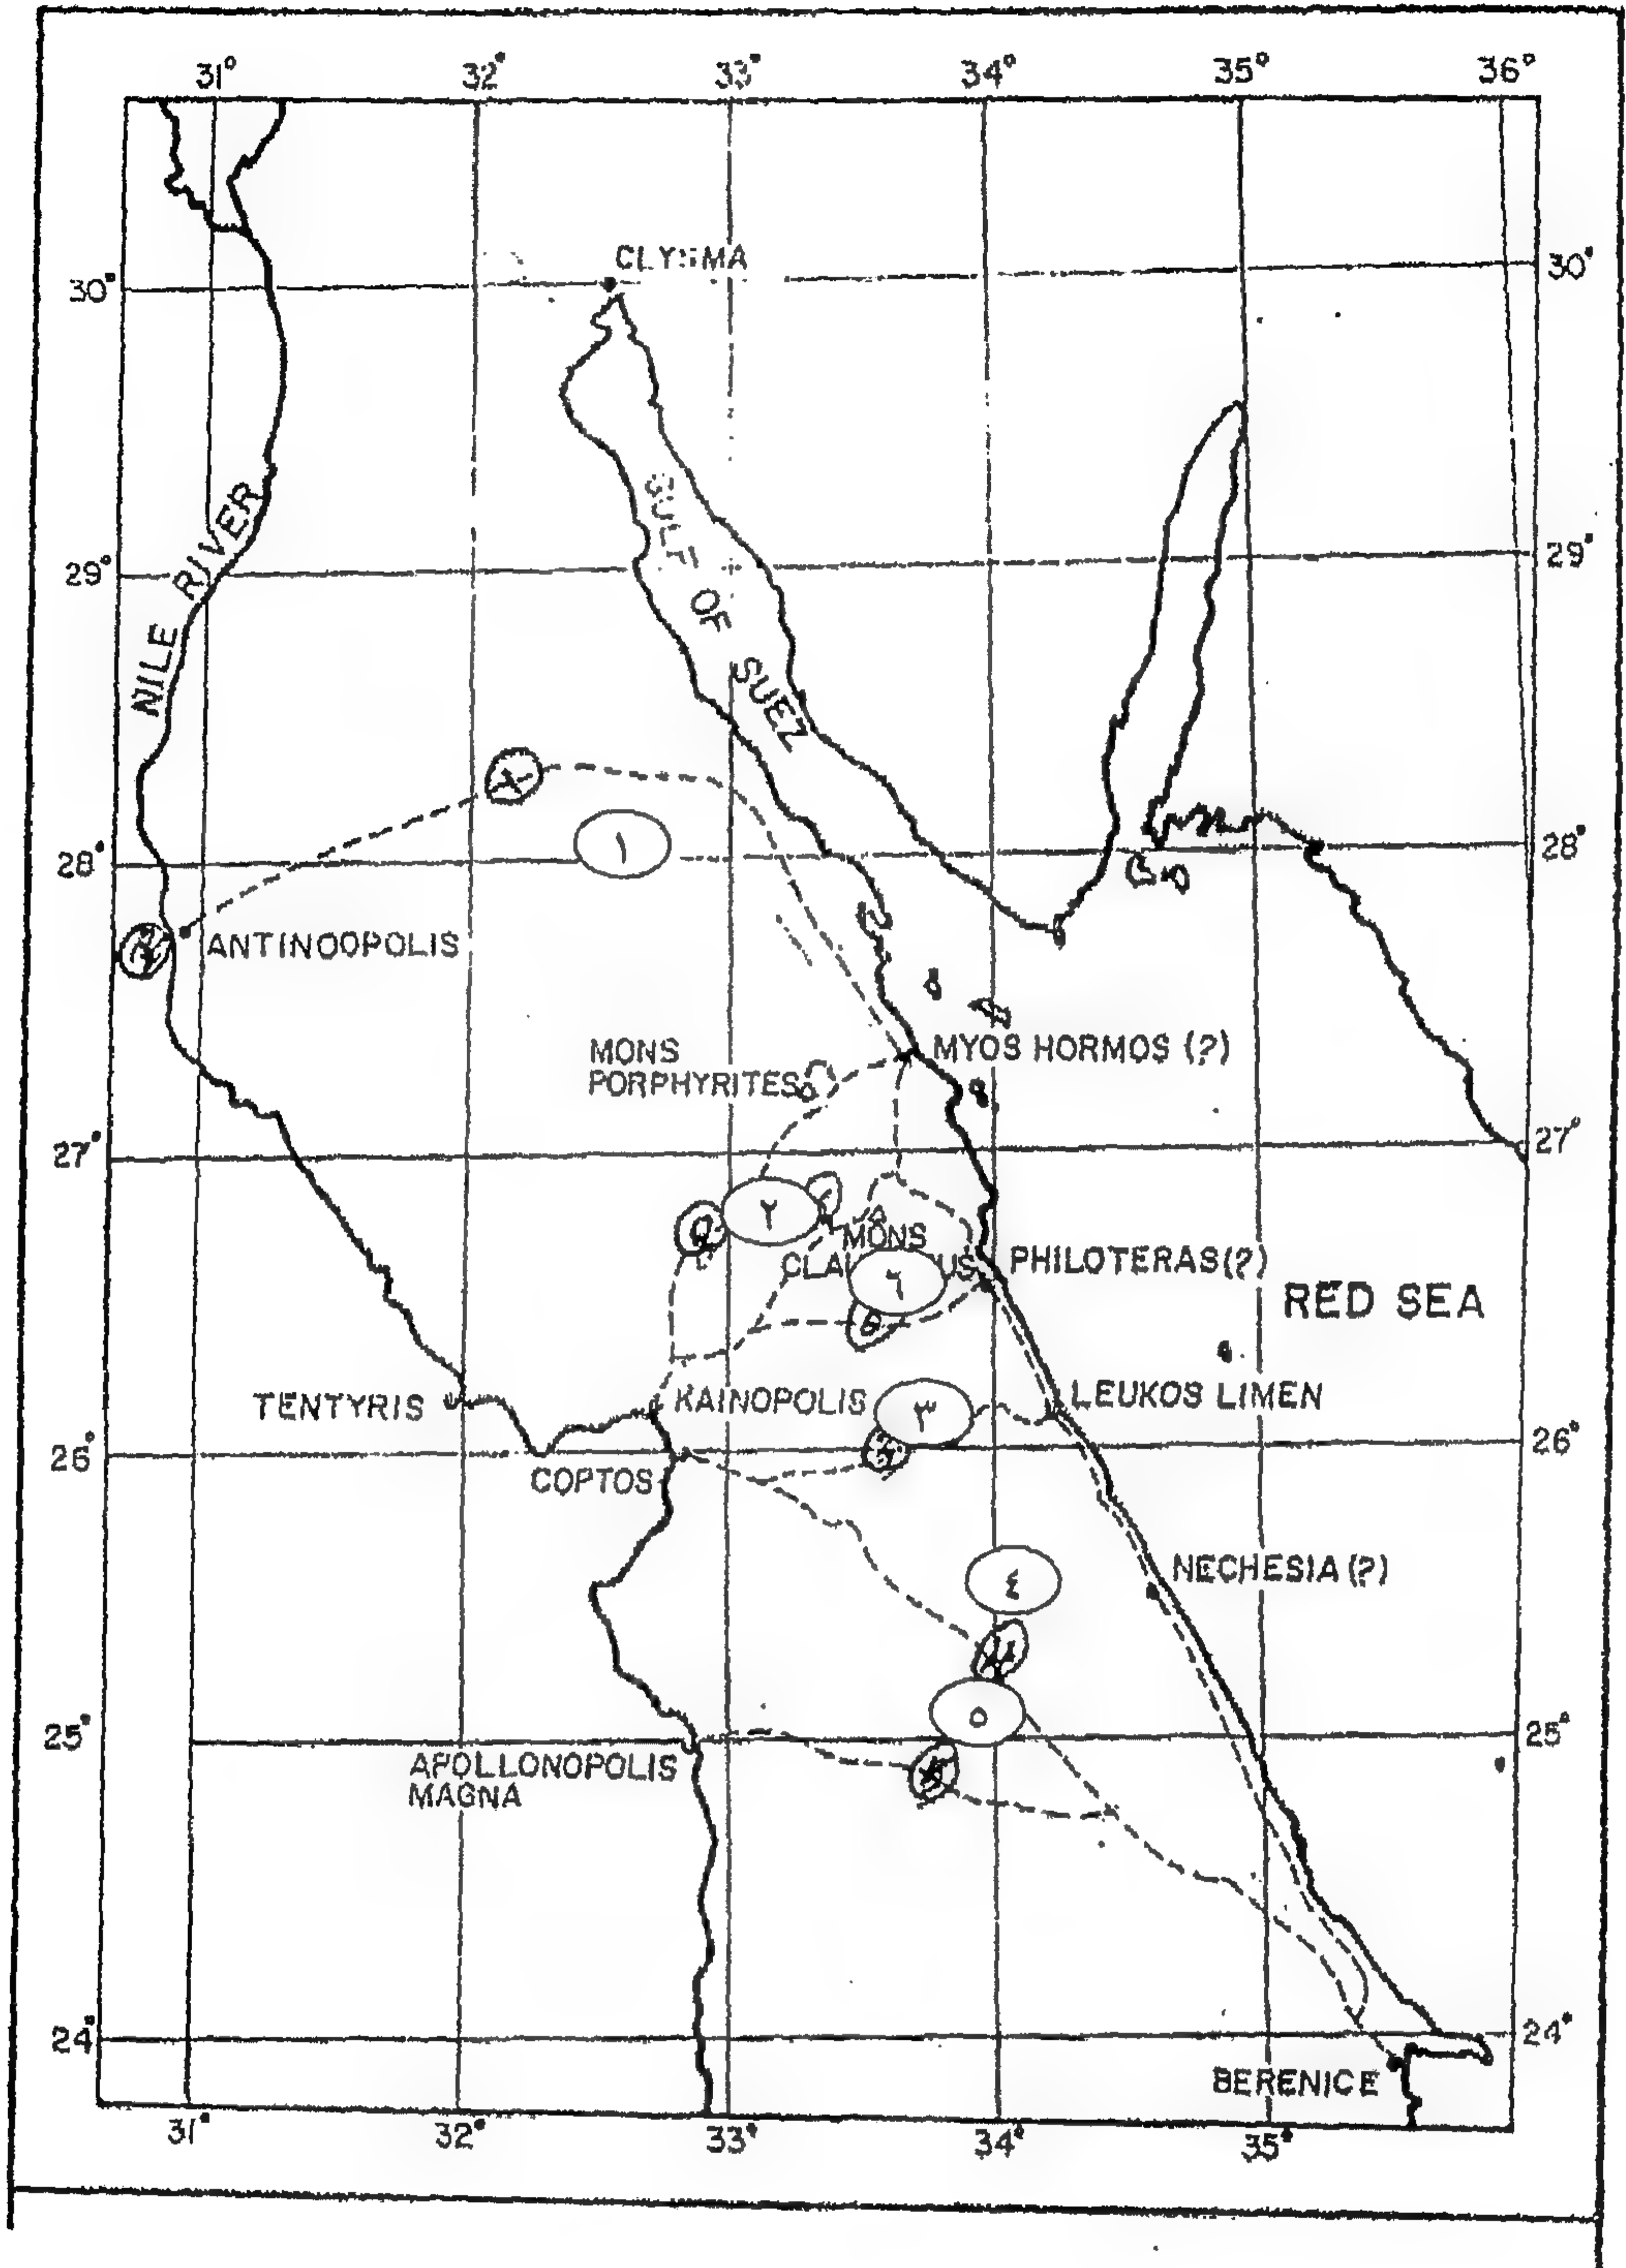 31° 32° 33° 34° 35° 36°
CLYSMA
30° 30°
GULF OF SUEZ
NILE RIVER
29° 29°
١
28° 28°
ANTINOOPOLIS
MONS
PORPHYRITES
MYOS HORMOS (?)
27° 27°
٢
MONS
CLAUS
٦
PHILOTERAS (?)
RED SEA
TENTYRIS
KAINOPOLIS
٣
LEUKOS LIMEN
26° 26°
COPTOS
NECHESIA (?)
٤
٥
25° 25°
APOLLONOPOLIS
MAGNA
24° 24°
BERENICE
31° 32° 33° 34° 35°